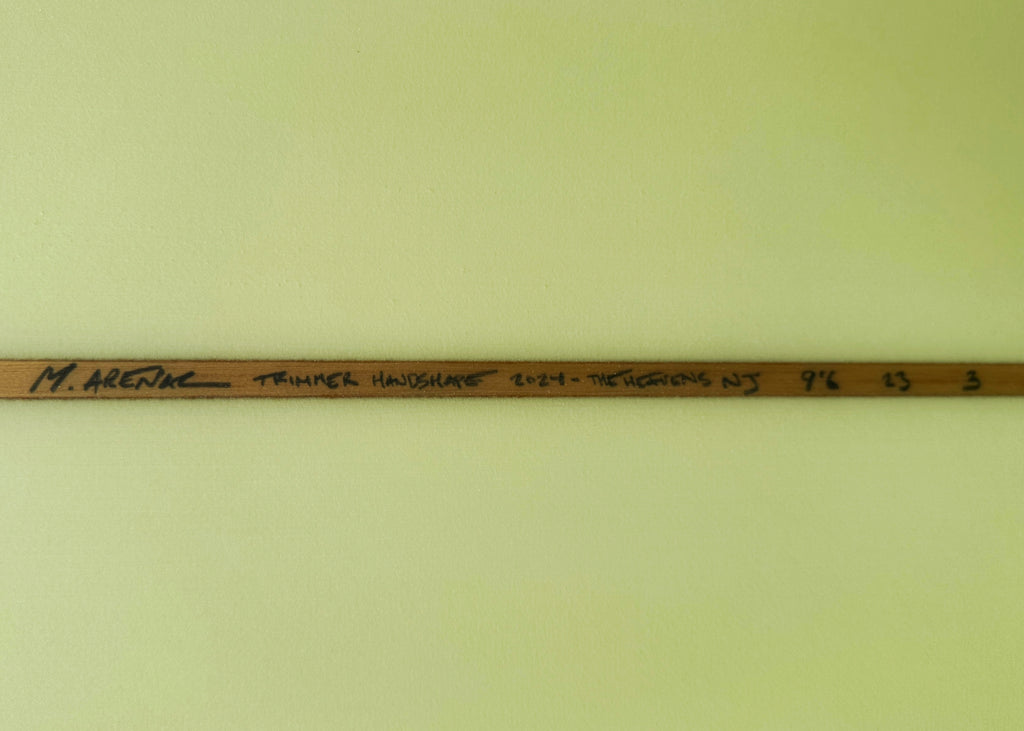 M. ARENAL TRIMMER HANDSHAPE 2024 - THE HEAVENS NJ 9'6 23 3